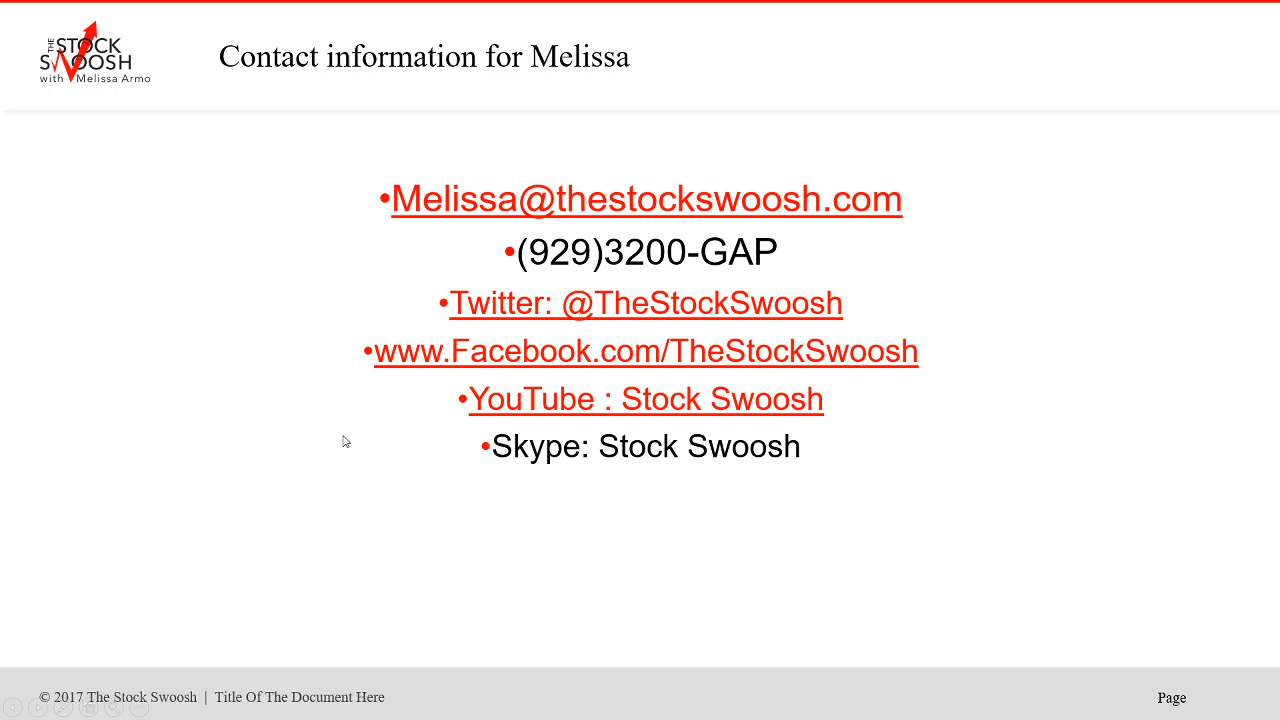 THE STOCK
SWOOSH
with Melissa Armo
Contact information for Melissa
•Melissa@thestockswoosh.com
•(929)3200-GAP
•Twitter: @TheStockSwoosh
•www.Facebook.com/TheStockSwoosh
•YouTube : Stock Swoosh
•Skype: Stock Swoosh
© 2017 The Stock Swoosh | Title Of The Document Here
Page